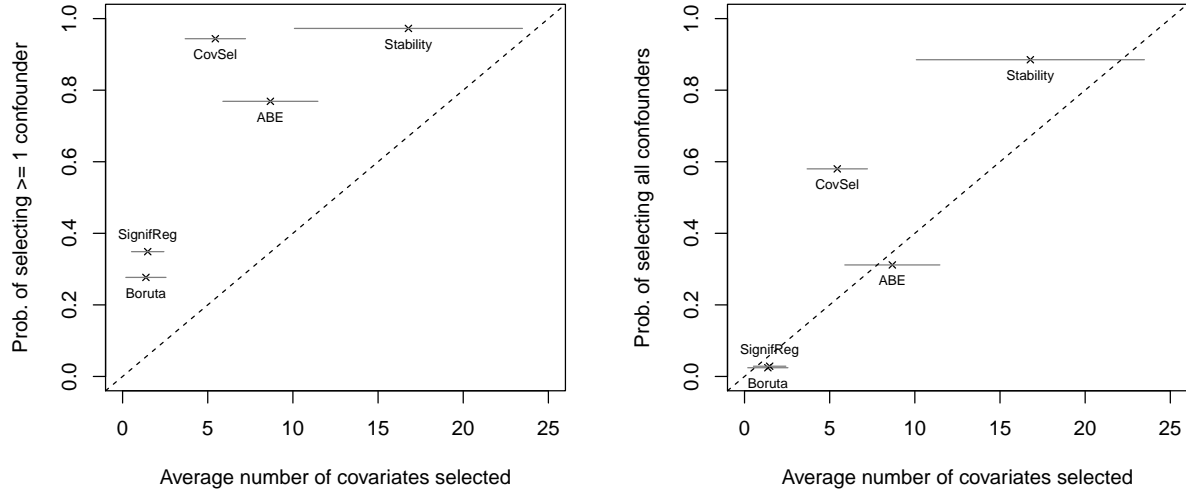 Prob. of selecting >= 1 confounder
1.0
0.8
0.6
0.4
0.2
0.0
Stability
CovSel
ABE
SignifReg
Boruta
0 5 10 15 20 25
Average number of covariates selected
Prob. of selecting all confounders
1.0
0.8
0.6
0.4
0.2
0.0
Stability
CovSel
ABE
SignifReg
Boruta
0 5 10 15 20 25
Average number of covariates selected